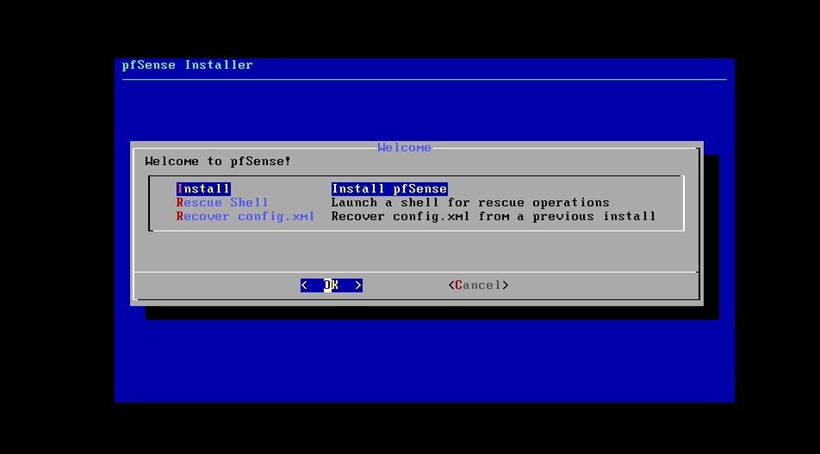 pfSense Installer
Welcome
Welcome to pfSense!
Install Install pfSense
Rescue Shell Launch a shell for rescue operations
Recover config.xml Recover config.xml from a previous install
< OK > <Cancel>